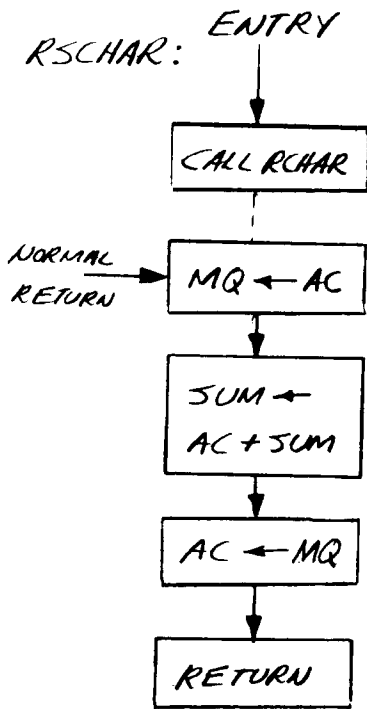 ENTRY
RSCHAR:
CALL RCHAR
NORMAL
RETURN
MQ ← AC
SUM ←
AC + SUM
AC ← MQ
RETURN